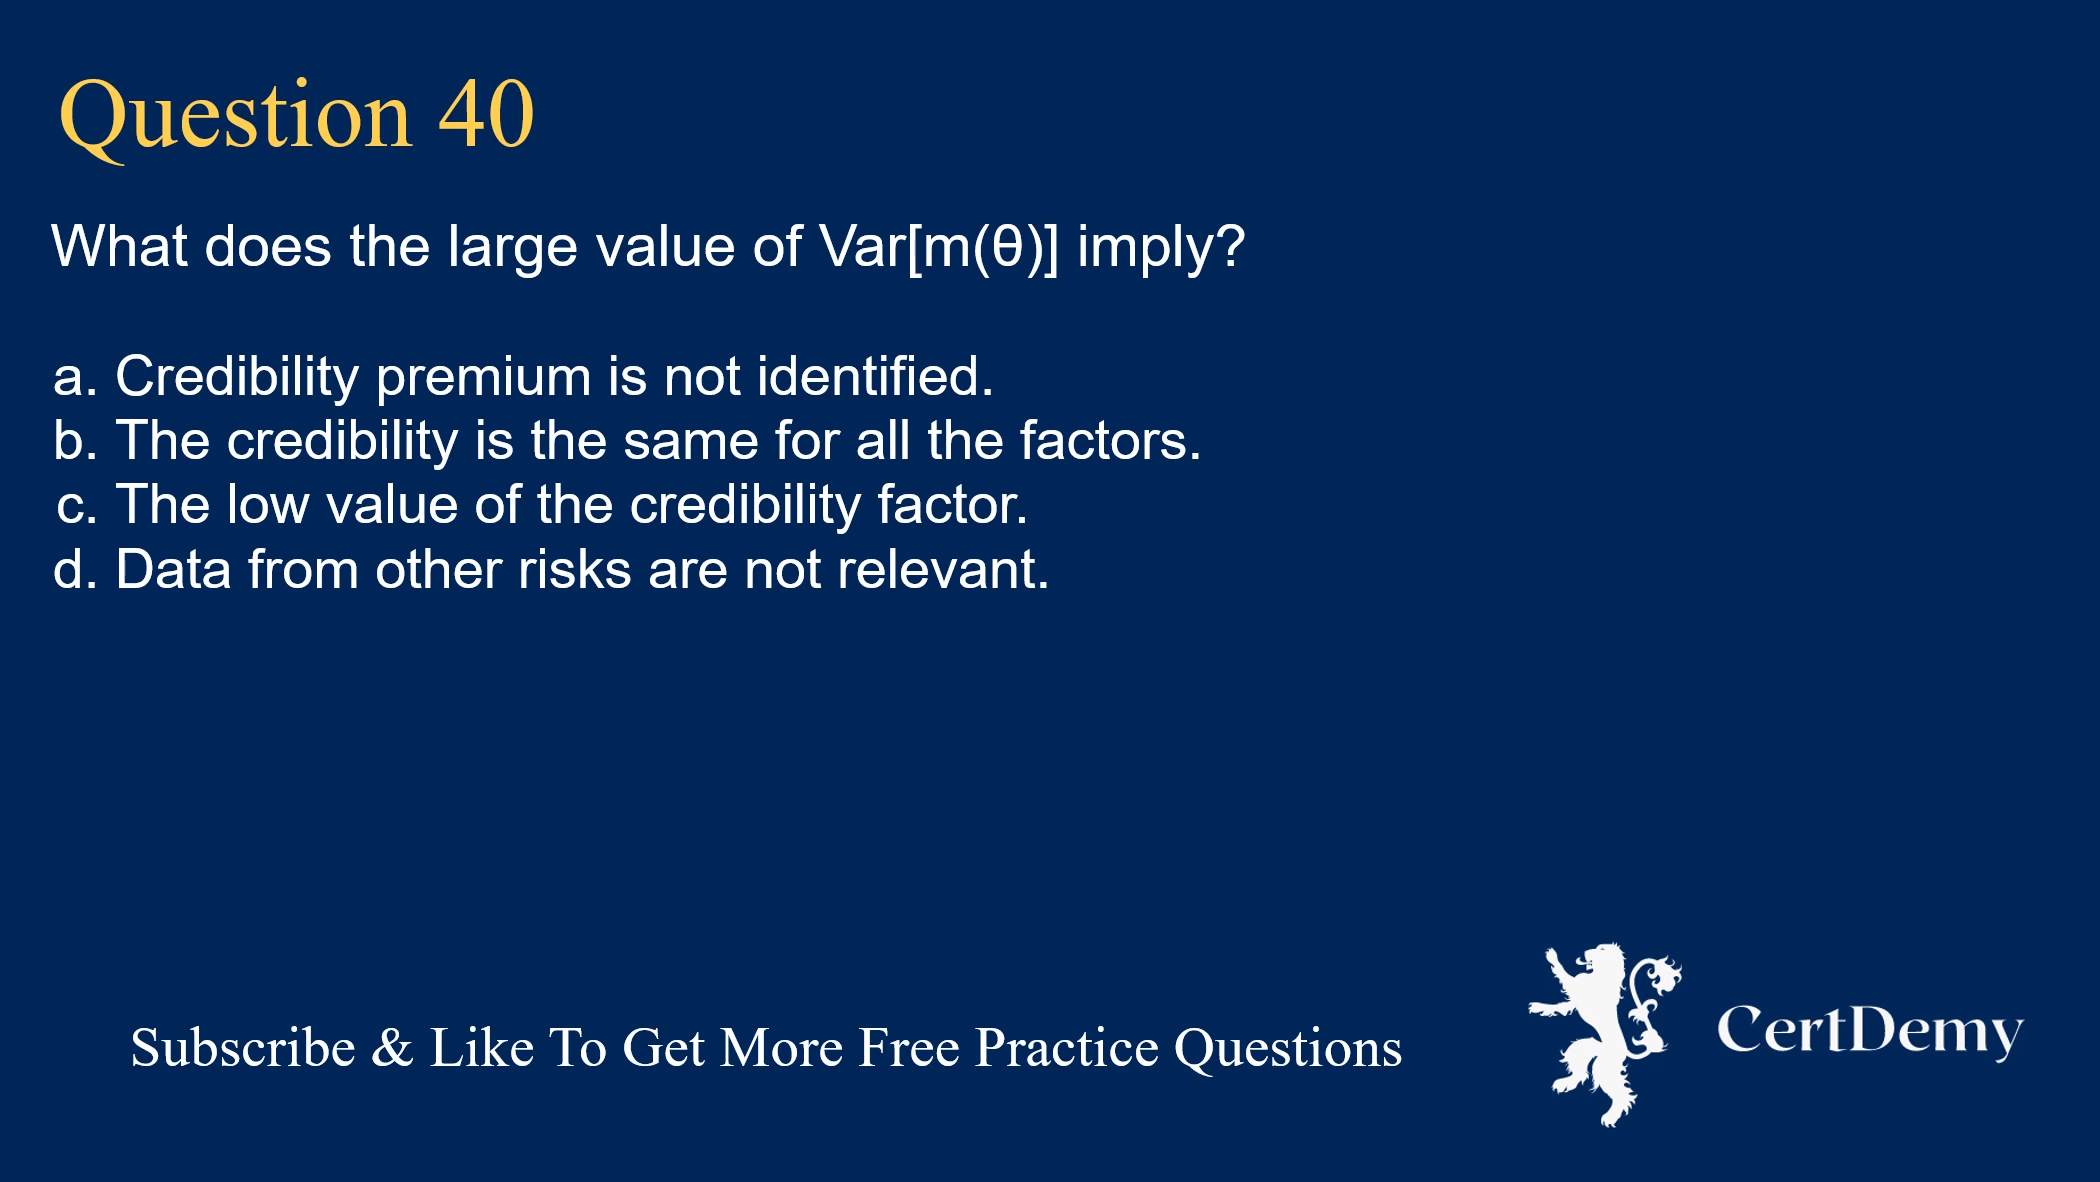 Question 40
What does the large value of Var[m(θ)] imply?
a. Credibility premium is not identified.
b. The credibility is the same for all the factors.
c. The low value of the credibility factor.
d. Data from other risks are not relevant.
Subscribe & Like To Get More Free Practice Questions
CertDemy